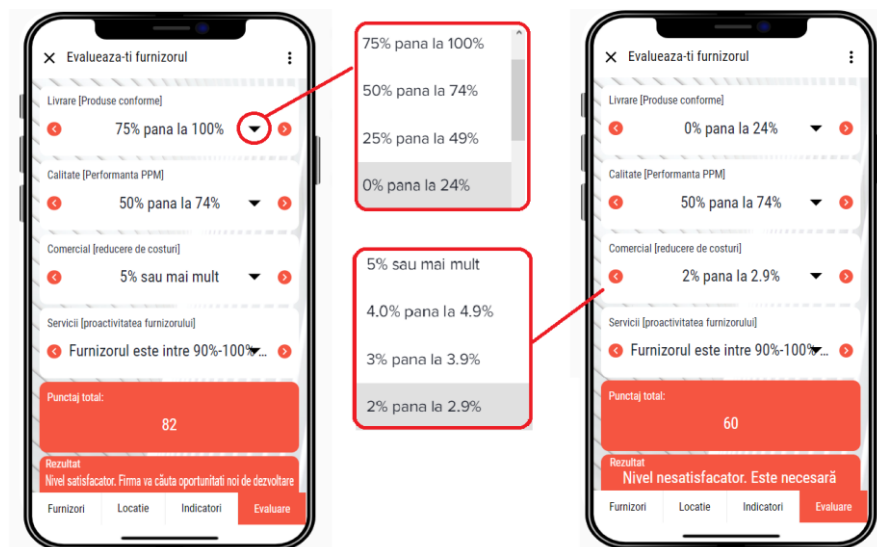 Evalueaza-ti furnizorul
Livrare [Produse conforme]
75% pana la 100%
Calitate [Performanta PPM]
50% pana la 74%
Comercial [reducere de costuri]
5% sau mai mult
Servicii [proactivitatea furnizorului]
Furnizorul este intre 90%-100%...
Punctaj total:
82
Rezultat
Nivel satisfacator. Firma va căuta oportunitati noi de dezvoltare
Furnizori Locatie Indicatori Evaluare
75% pana la 100%
50% pana la 74%
25% pana la 49%
0% pana la 24%
5% sau mai mult
4.0% pana la 4.9%
3% pana la 3.9%
2% pana la 2.9%
Evalueaza-ti furnizorul
Livrare [Produse conforme]
0% pana la 24%
Calitate [Performanta PPM]
50% pana la 74%
Comercial [reducere de costuri]
2% pana la 2.9%
Servicii [proactivitatea furnizorului]
Furnizorul este intre 90%-100%...
Punctaj total:
60
Rezultat
Nivel nesatisfacator. Este necesară
Furnizori Locatie Indicatori Evaluare